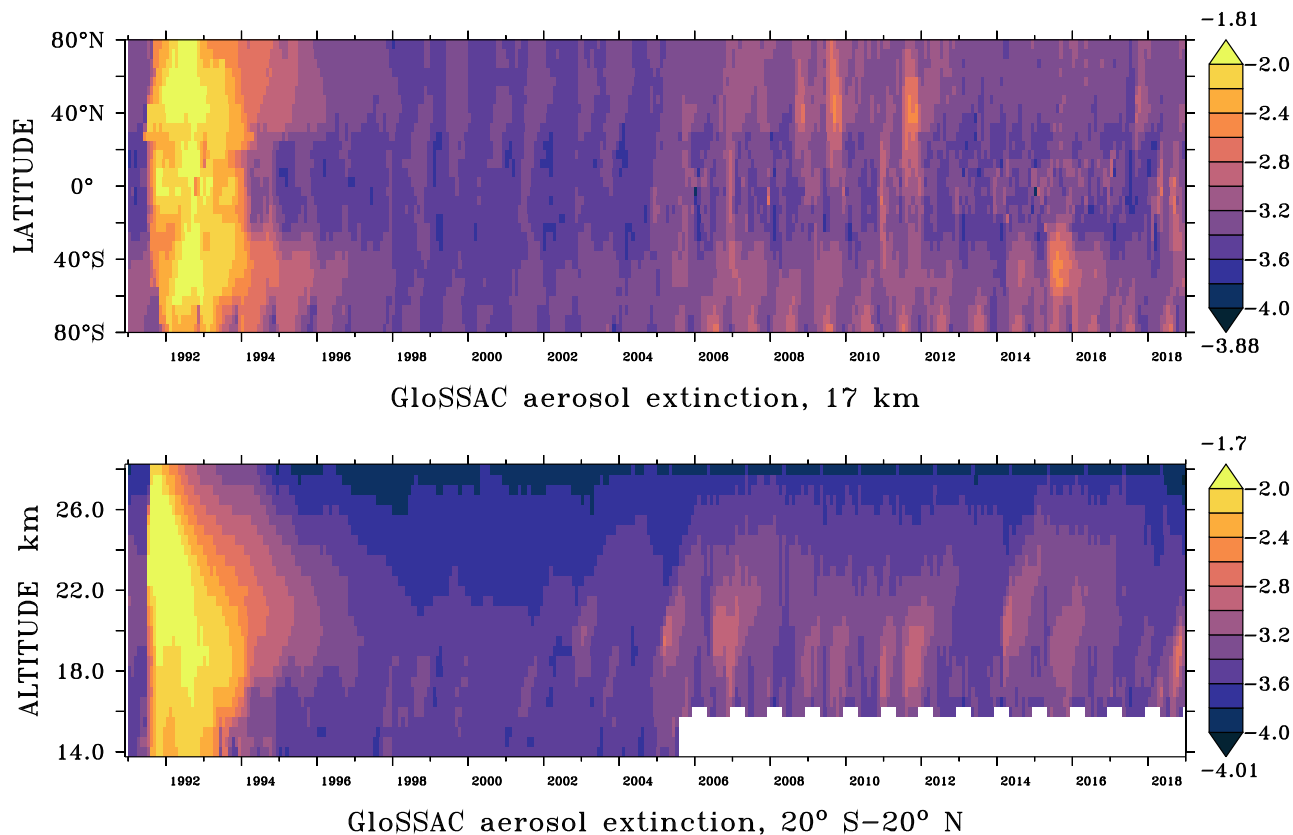 −1.81
80°N
40°N
0°
40°S
80°S
LATITUDE
−2.0
−2.4
−2.8
−3.2
−3.6
−4.0
−3.88
1992 1994 1996 1998 2000 2002 2004 2006 2008 2010 2012 2014 2016 2018
GloSSAC aerosol extinction, 17 km
−1.7
26.0
22.0
18.0
14.0
ALTITUDE km
−2.0
−2.4
−2.8
−3.2
−3.6
−4.0
−4.01
1992 1994 1996 1998 2000 2002 2004 2006 2008 2010 2012 2014 2016 2018
GloSSAC aerosol extinction, 20° S−20° N